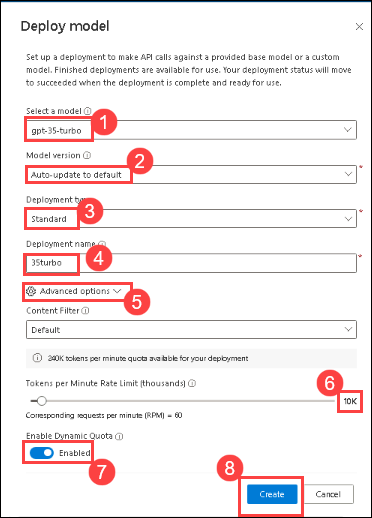 Deploy model
Set up a deployment to make API calls against a provided base model or a custom
model. Finished deployments are available for use. Your deployment status will move
to succeeded when the deployment is complete and ready for use.
Select a model
1
gpt-35-turbo
Model version
2
Auto-update to default
*
Deployment
3
Standard
*
Deployment name
4
35turbo
*
Advanced options
5
Content Filter
Default
240K tokens per minute quota available for your deployment
6
Tokens per Minute Rate Limit (thousands)
10K
Corresponding requests per minute (RPM) = 60
Enable Dynamic Quota
Enabled
7
8
Create
Cancel